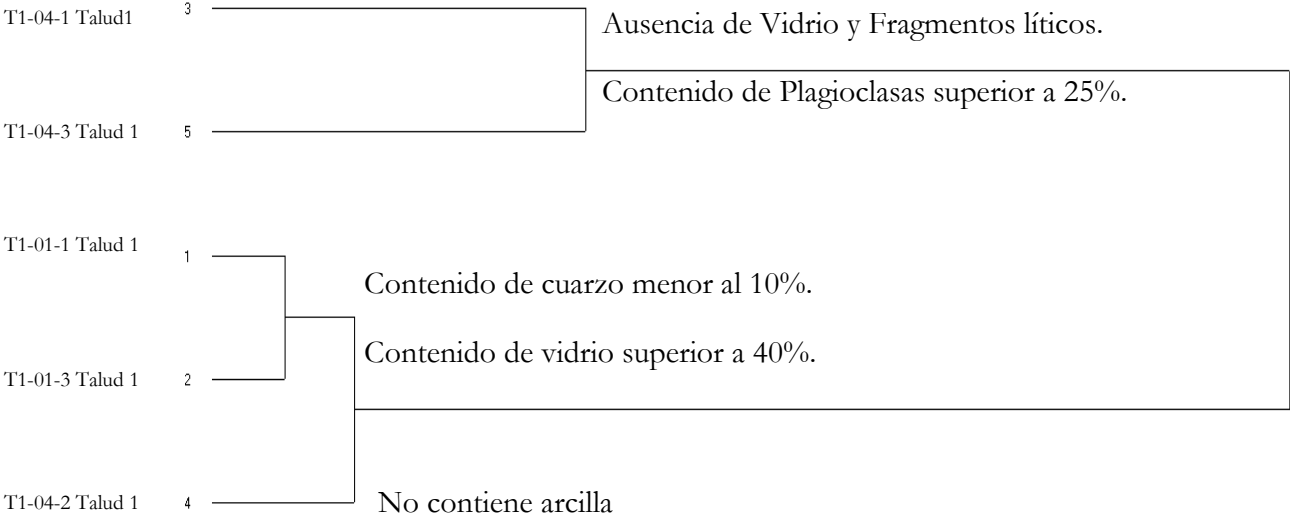 T1-04-1 Talud1 3
Ausencia de Vidrio y Fragmentos líticos.
Contenido de Plagioclasas superior a 25%.
T1-04-3 Talud 1 5
T1-01-1 Talud 1 1
Contenido de cuarzo menor al 10%.
Contenido de vidrio superior a 40%.
T1-01-3 Talud 1 2
T1-04-2 Talud 1 4 No contiene arcilla